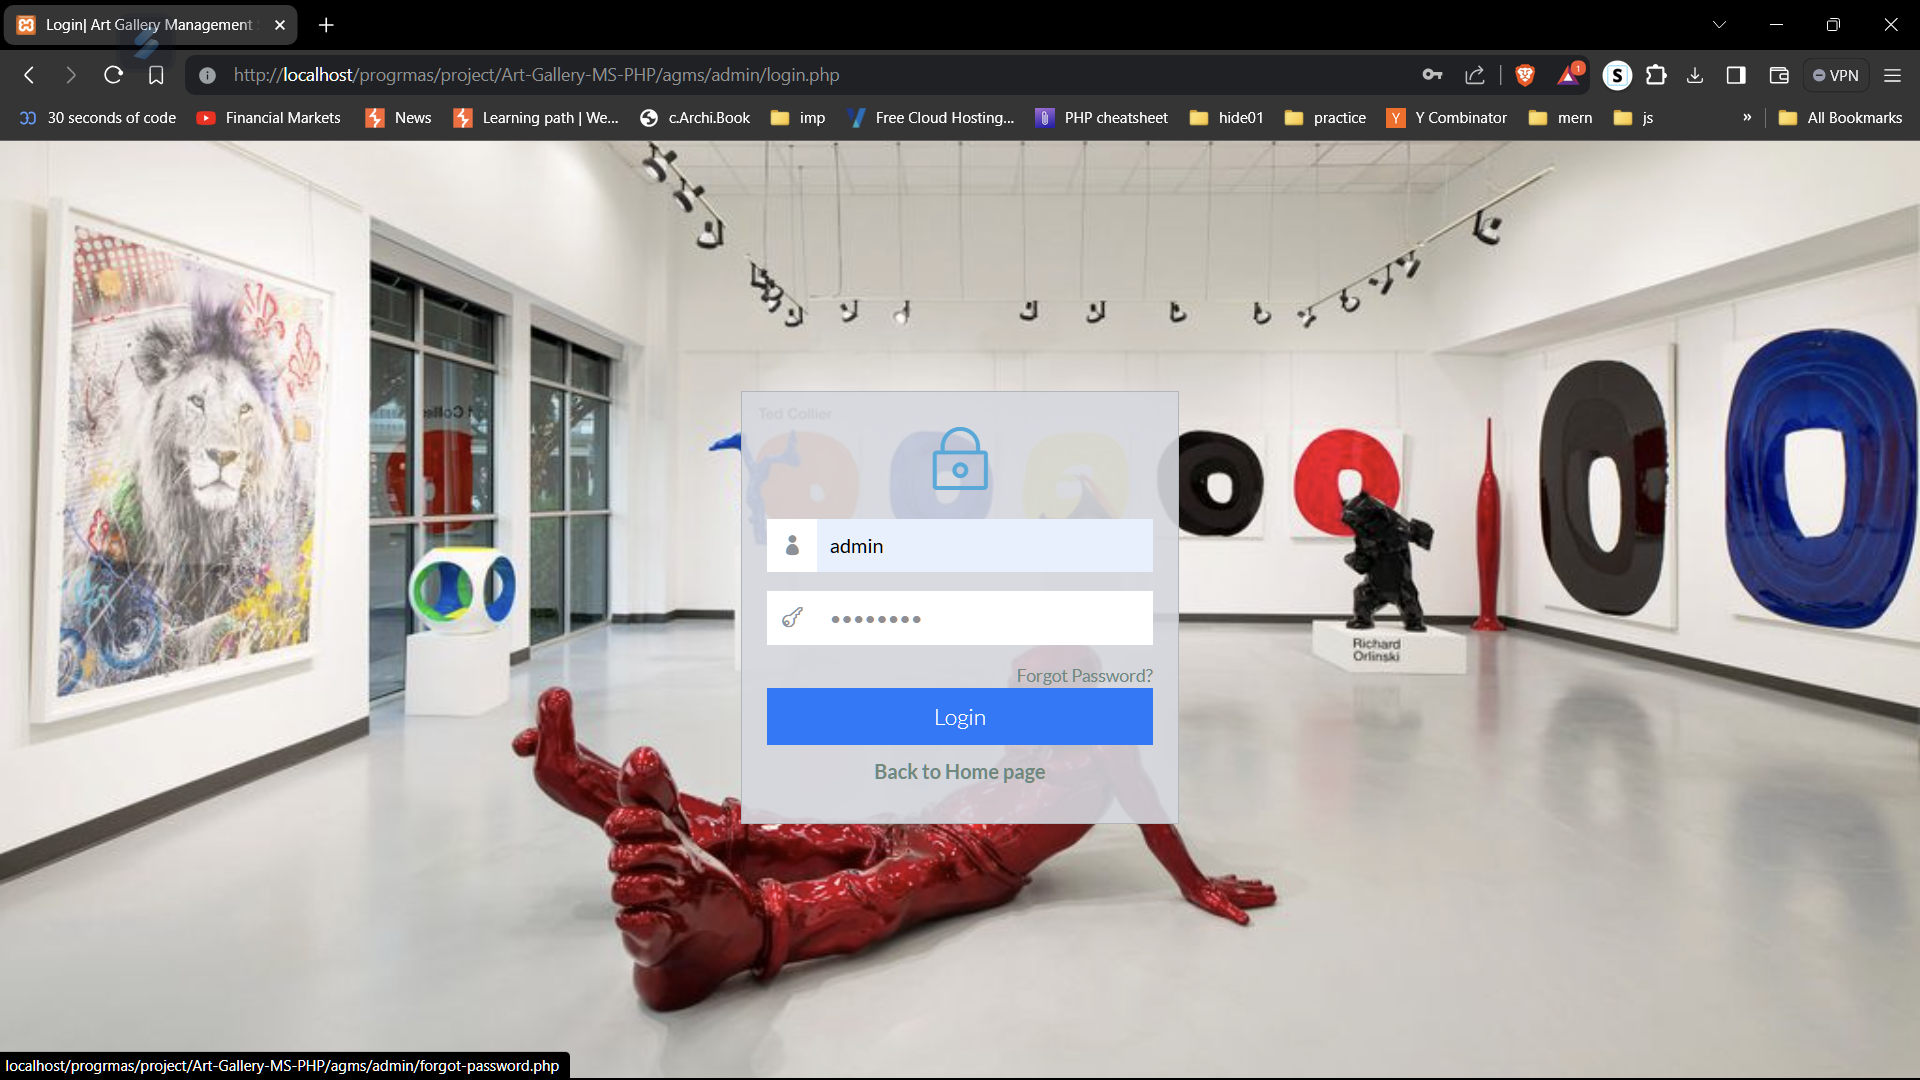 Login| Art Gallery Management
http://localhost/progrmas/project/Art-Gallery-MS-PHP/agms/admin/login.php
1
S
VPN
30 seconds of code
Financial Markets
News
Learning path | We...
c.Archi.Book
imp
Free Cloud Hosting...
PHP cheatsheet
hide01
practice
Y
Y Combinator
mern
js
»
All Bookmarks
Ted Collier
admin
Forgot Password?
Login
Back to Home page
Richard
Orlinski
localhost/progrmas/project/Art-Gallery-MS-PHP/agms/admin/forgot-password.php